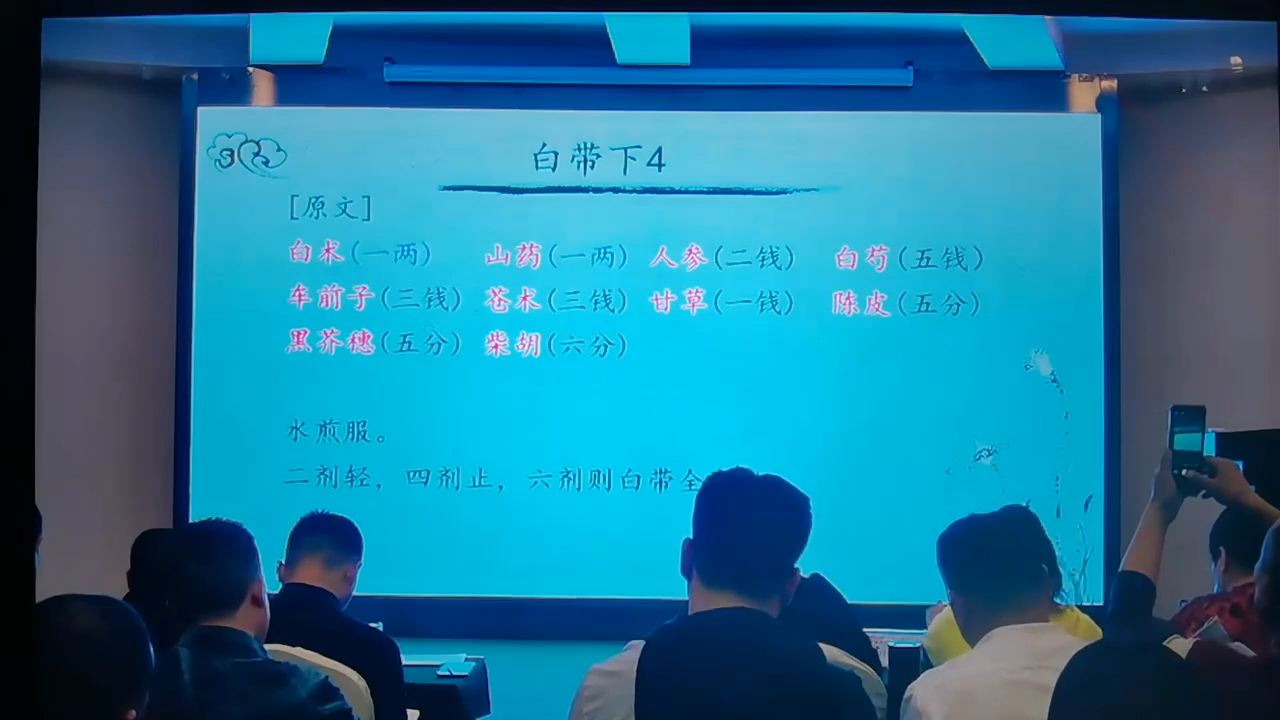 白带下4
[原文]
白术(一两) 山药(一两) 人参(二钱) 白芍(五钱)
车前子(三钱) 苍术(三钱) 甘草(一钱) 陈皮(五分)
黑芥穗(五分) 柴胡(六分)
水煎服。
二剂轻，四剂止，六剂则白带全